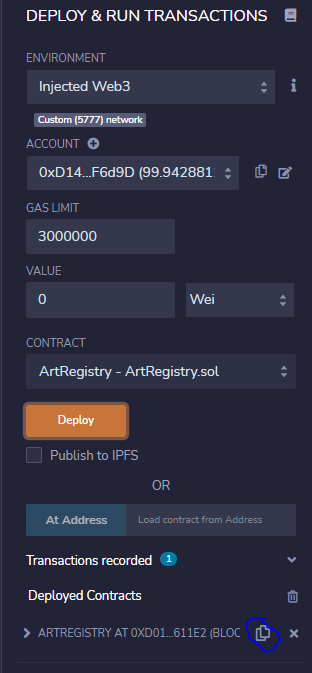 DEPLOY & RUN TRANSACTIONS
ENVIRONMENT
Injected Web3
Custom (5777) network
ACCOUNT
0xD14...F6d9D (99.942881
GAS LIMIT
3000000
VALUE
0 Wei
CONTRACT
ArtRegistry - ArtRegistry.sol
Deploy
Publish to IPFS
OR
At Address Load contract from Address
Transactions recorded 1
Deployed Contracts
ARTREGISTRY AT 0XD01...611E2 (BLOC